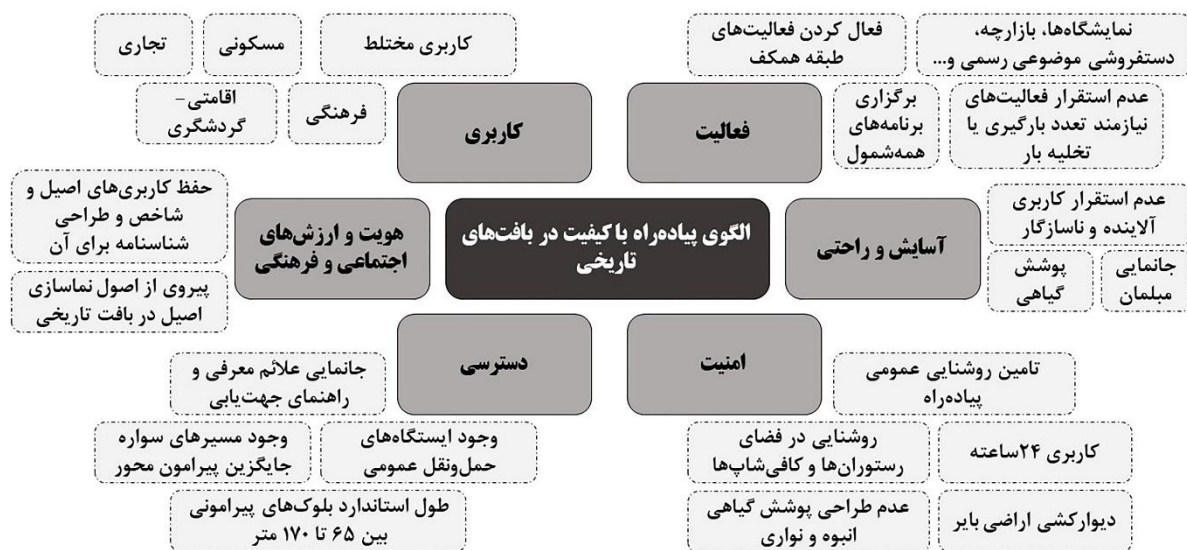 نمایشگاه‌ها، بازارچه،
دستفروشی موضوعی رسمی و...
فعال کردن فعالیت‌های
طبقه همکف
عدم استقرار فعالیت‌های
نیازمند تعدد بارگیری یا
تخلیه بار
برگزاری
برنامه‌های
همه‌شمول
فعالیت
کاربری مختلط
مسکونی
تجاری
فرهنگی
اقامتی-
گردشگری
کاربری
عدم استقرار کاربری
آلاینده و ناسازگار
جانمایی
مبلمان
پوشش
گیاهی
آسایش و راحتی
الگوی پیاده‌راه با کیفیت در بافت‌های
تاریخی
هویت و ارزش‌های
اجتماعی و فرهنگی
حفظ کاربری‌های اصیل و
شاخص و طراحی
شناسنامه برای آن
پیروی از اصول نماسازی
اصیل در بافت تاریخی
امنیت
تامین روشنایی عمومی
پیاده‌راه
کاربری ۲۴ساعته
روشنایی در فضای
رستوران‌ها و کافی‌شاپ‌ها
دیوارکشی اراضی بایر
عدم طراحی پوشش گیاهی
انبوه و نواری
دسترسی
جانمایی علائم معرفی و
راهنمای جهت‌یابی
وجود ایستگاه‌های
حمل‌ونقل عمومی
وجود مسیرهای سواره
جایگزین پیرامون محور
طول استاندارد بلوک‌های پیرامونی
بین ۶۵ تا ۱۷۰ متر